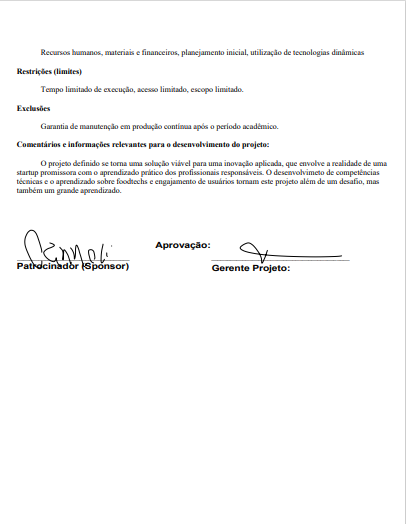 Recursos humanos, materiais e financeiros, planejamento inicial, utilização de tecnologias dinâmicas
Restrições (limites)
Tempo limitado de execução, acesso limitado, escopo limitado.
Exclusões
Garantia de manutenção em produção contínua após o período acadêmico.
Comentários e informações relevantes para o desenvolvimento do projeto:
O projeto definido se torna uma solução viável para uma inovação aplicada, que envolve a realidade de uma
startup promissora com o aprendizado prático dos profissionais responsáveis. O desenvolvimeto de competências
técnicas e o aprendizado sobre foodtechs e engajamento de usuários tornam este projeto além de um desafio, mas
também um grande aprendizado.
Aprovação:
Patrocinador (Sponsor)
Gerente Projeto: